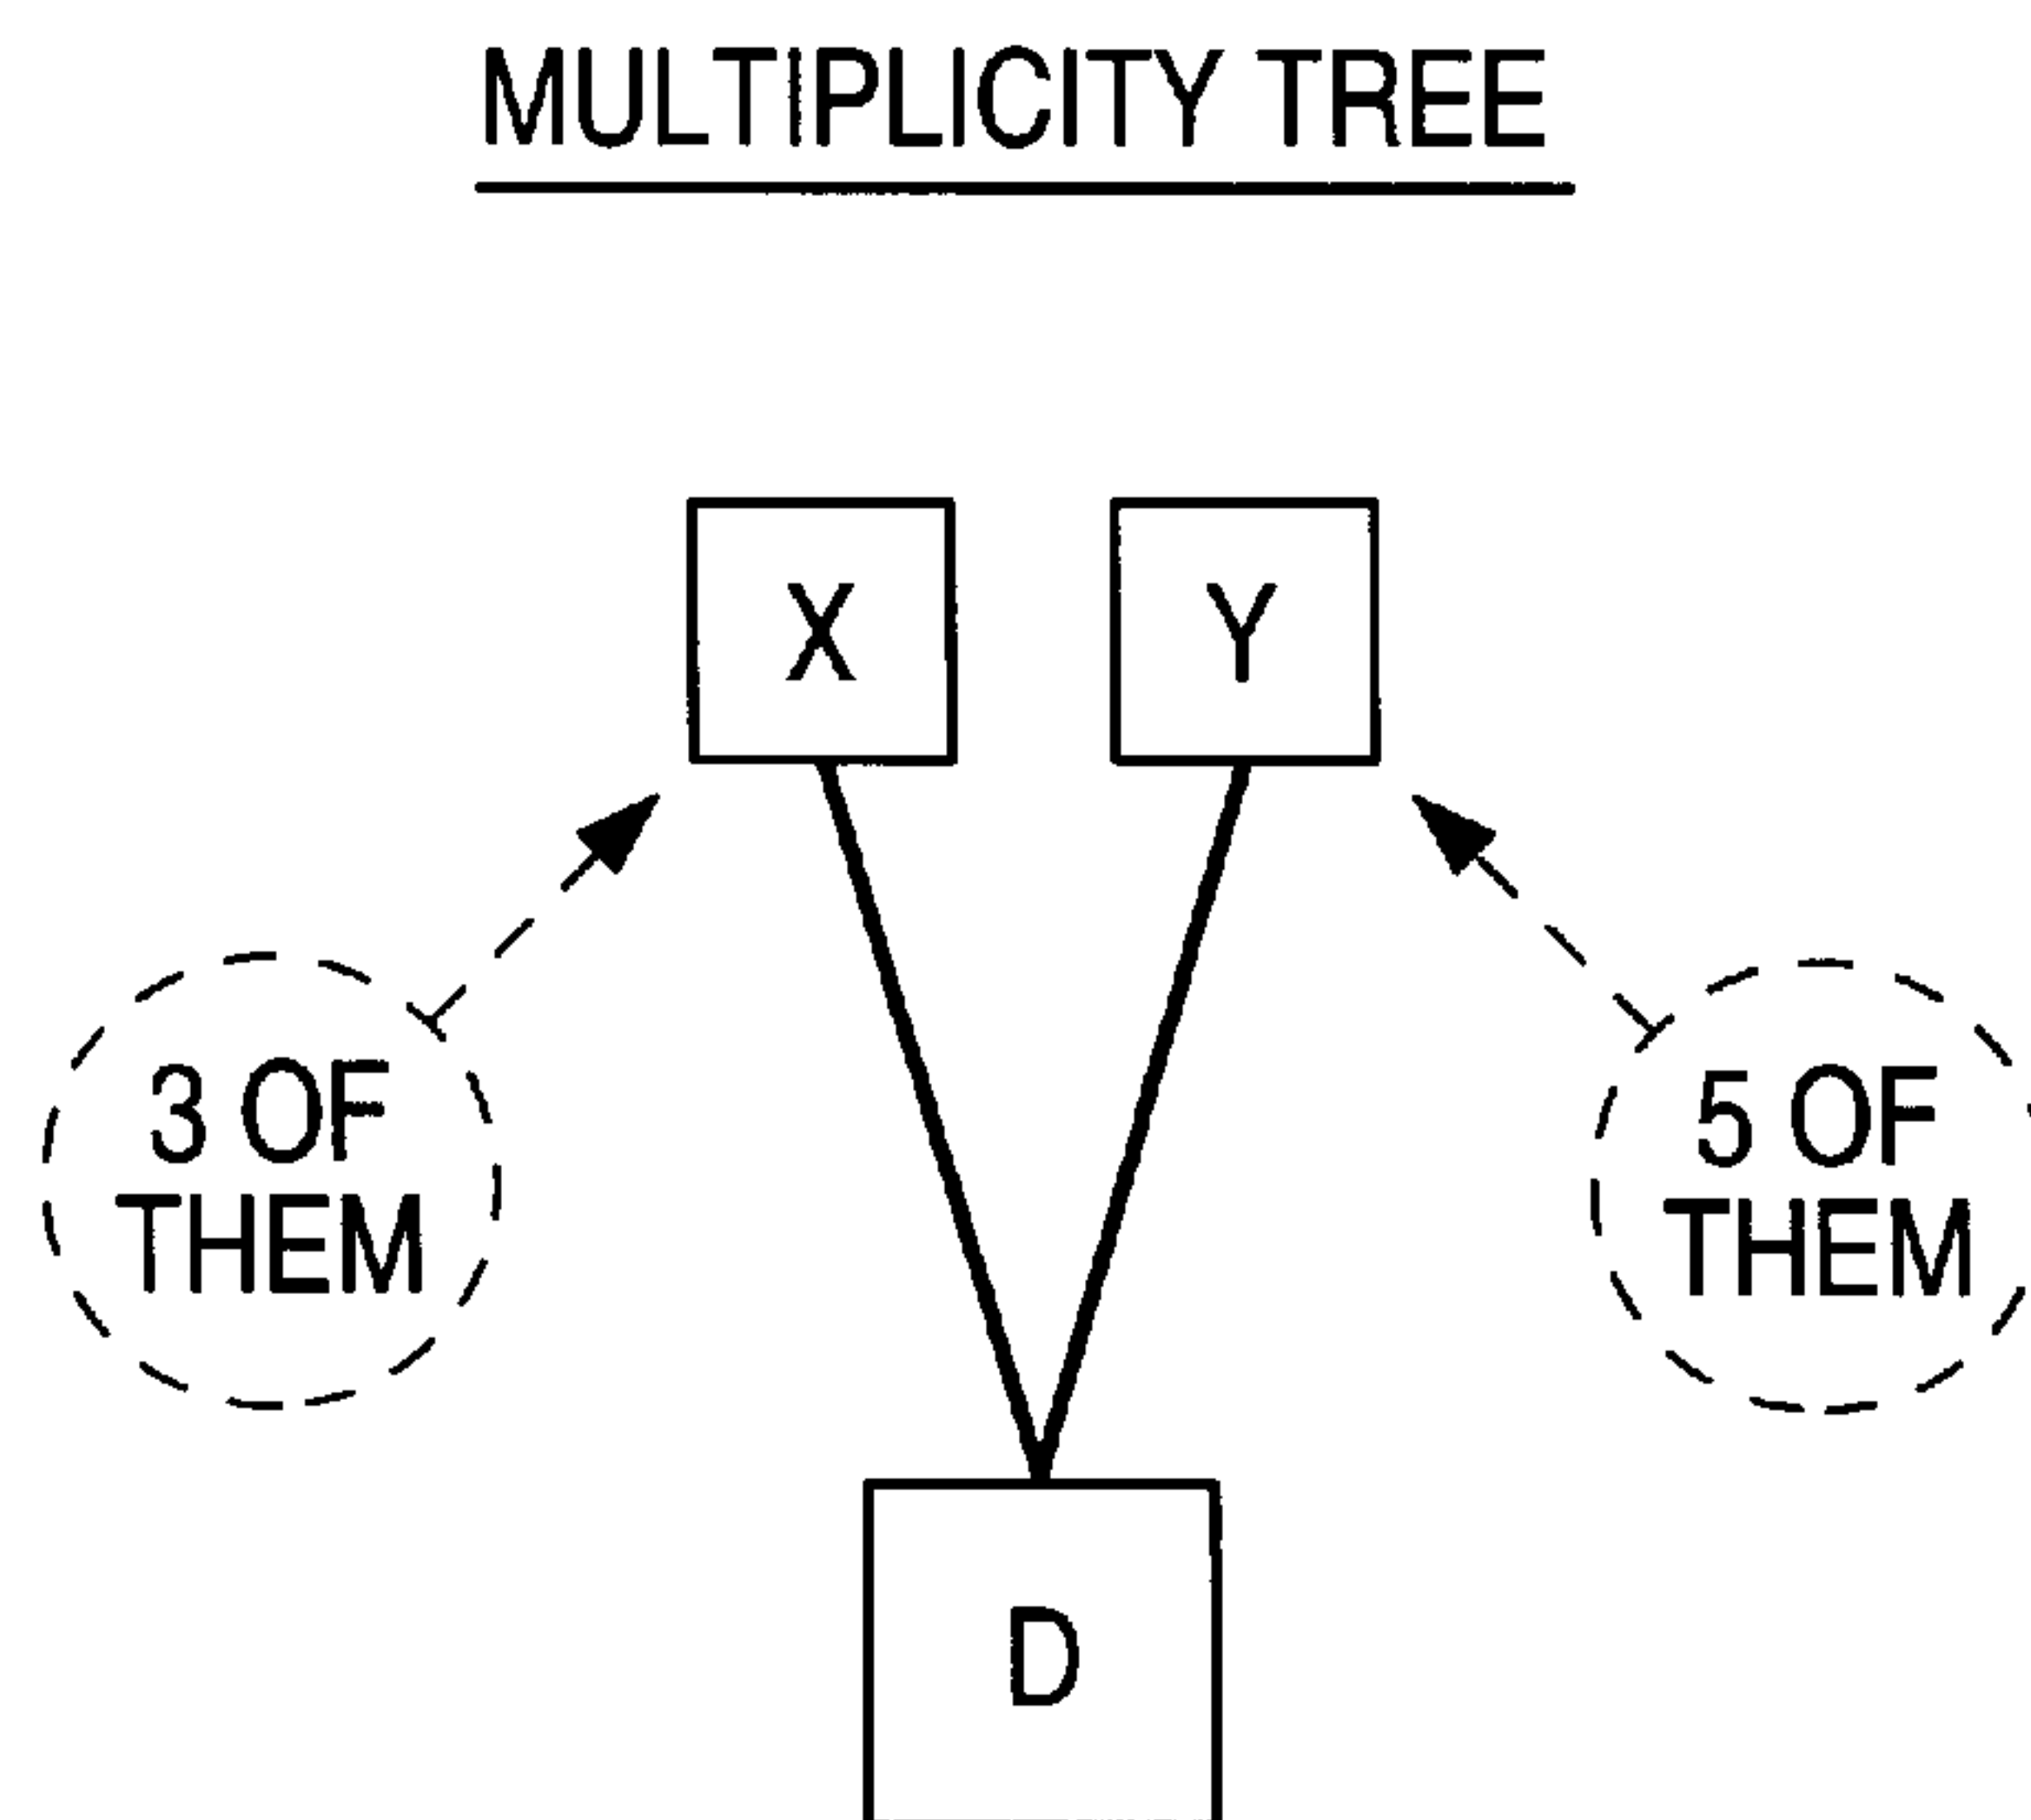 MULTIPLICITY TREE
X
Y
3 OF
THEM
5 OF
THEM
D